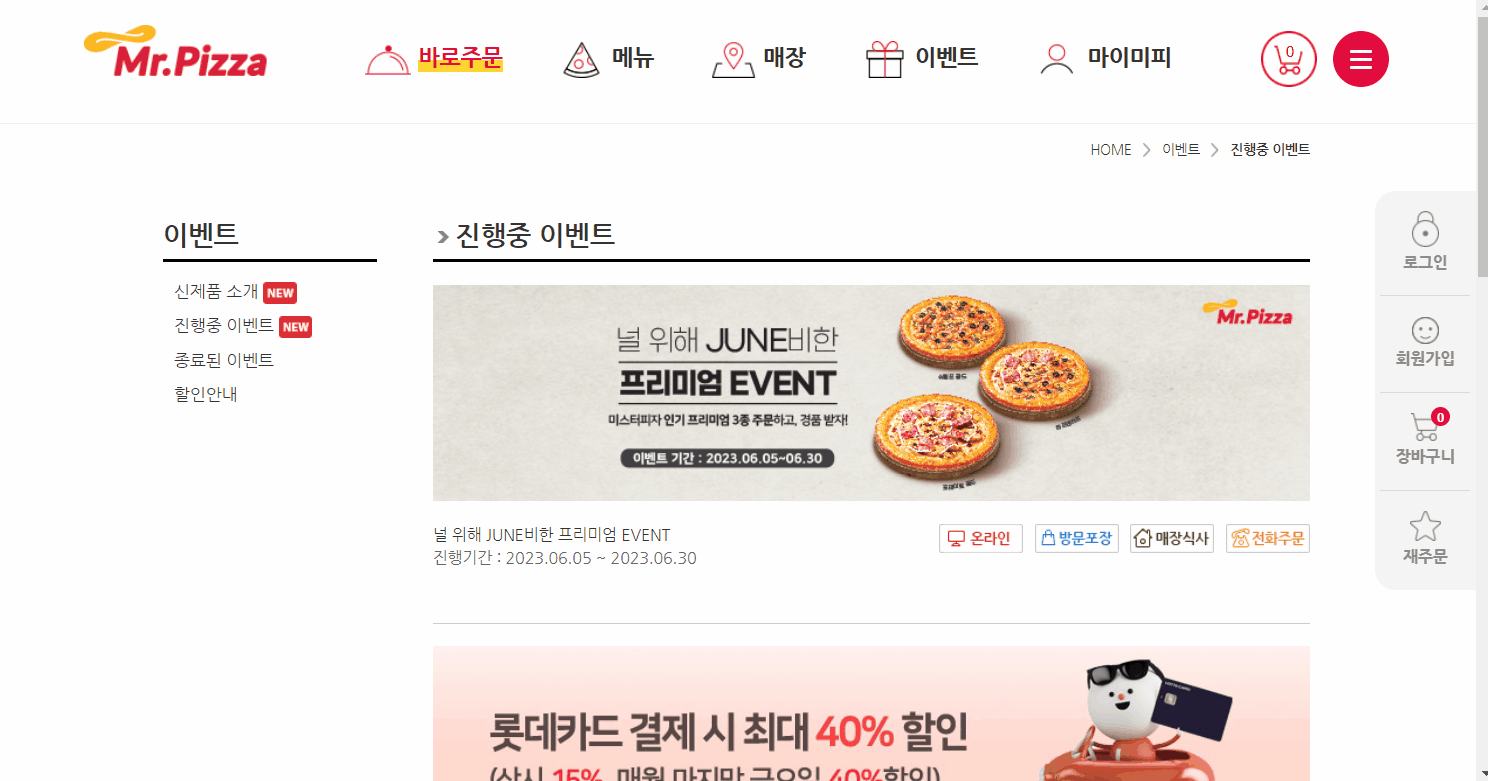 Mr.Pizza
바로주문
메뉴
매장
이벤트
마이미피
0
HOME > 이벤트 > 진행중 이벤트
이벤트
신제품 소개 NEW
진행중 이벤트 NEW
종료된 이벤트
할인안내
진행중 이벤트
Mr.Pizza
널 위해 JUNE비한
프리미엄 EVENT
미스터피자 인기 프리미엄 3종 주문하고, 경품 받자!
이벤트 기간 : 2023.06.05~06.30
널 위해 JUNE비한 프리미엄 EVENT
진행기간 : 2023.06.05 ~ 2023.06.30
온라인
방문포장
매장식사
전화주문
롯데카드 결제 시 최대 40% 할인
(상시 15%, 매월 마지막 금요일 40%할인)
로그인
회원가입
0
장바구니
재주문